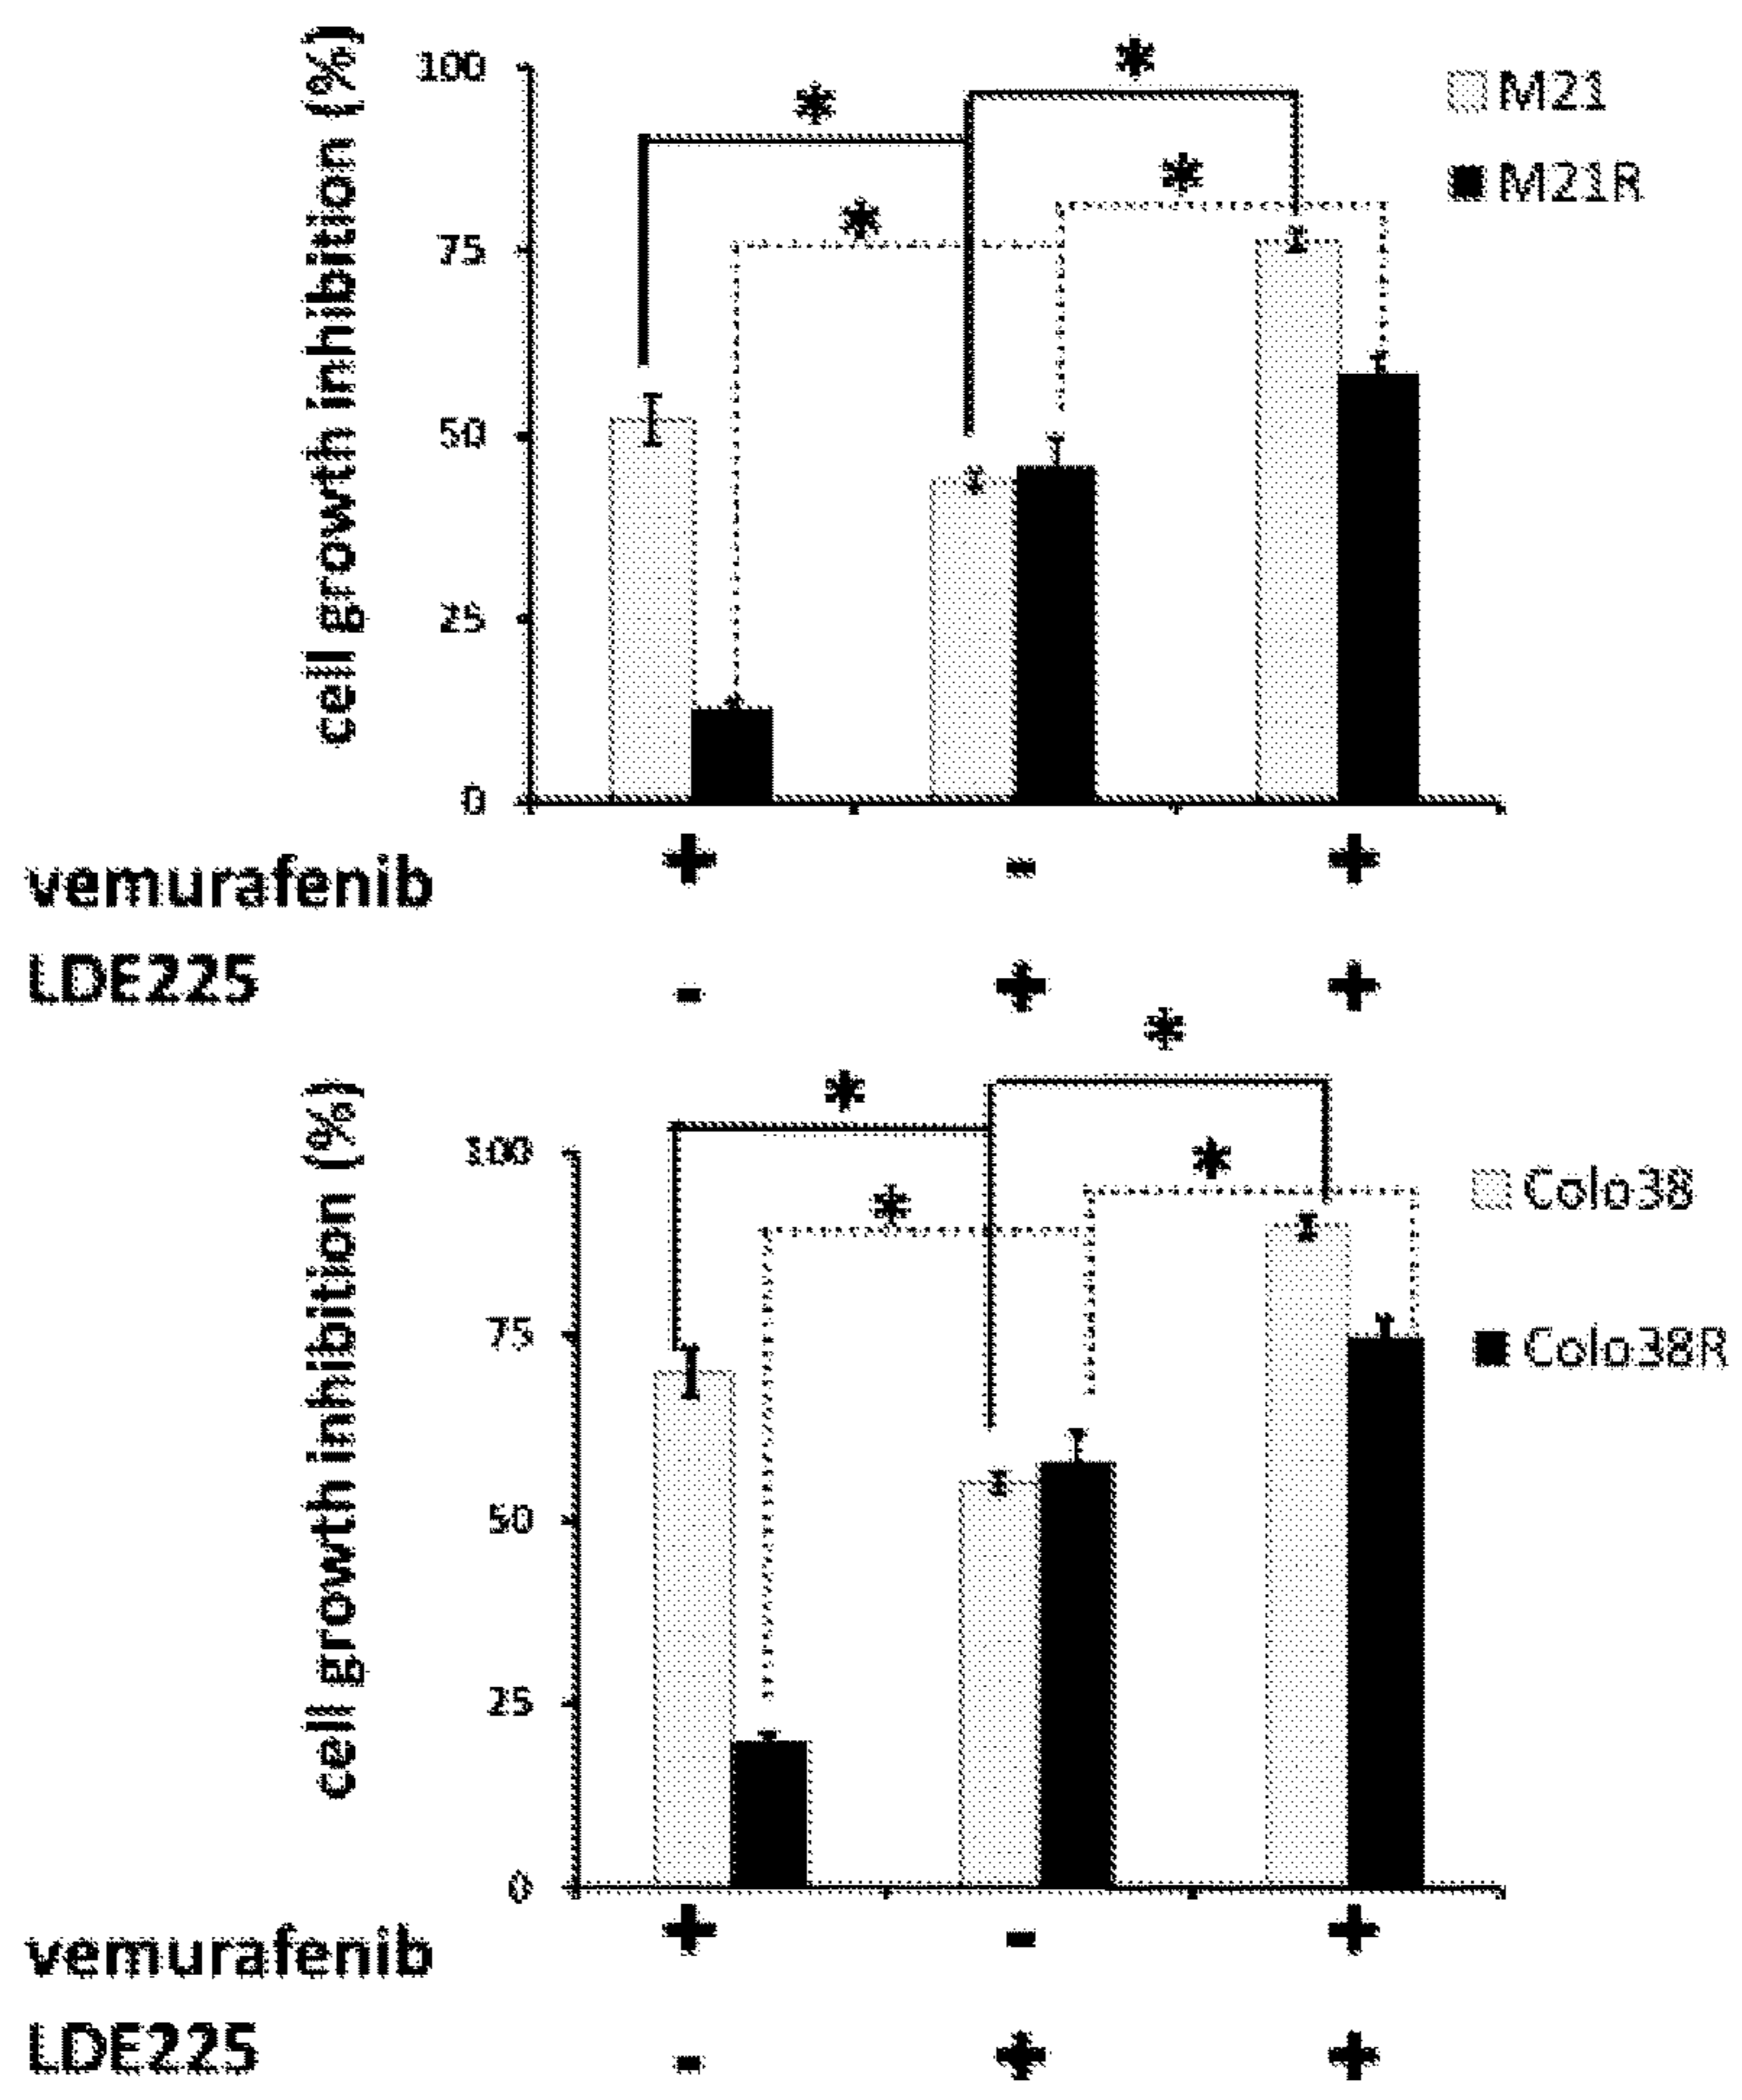 cell growth inhibition (%)
100
75
50
25
0
*
*
*
*
M21
M21R
vemurafenib + - +
LDE225 - + +
cell growth inhibition (%)
100
75
50
25
0
*
*
*
*
Colo38
Colo38R
vemurafenib + - +
LDE225 - + +